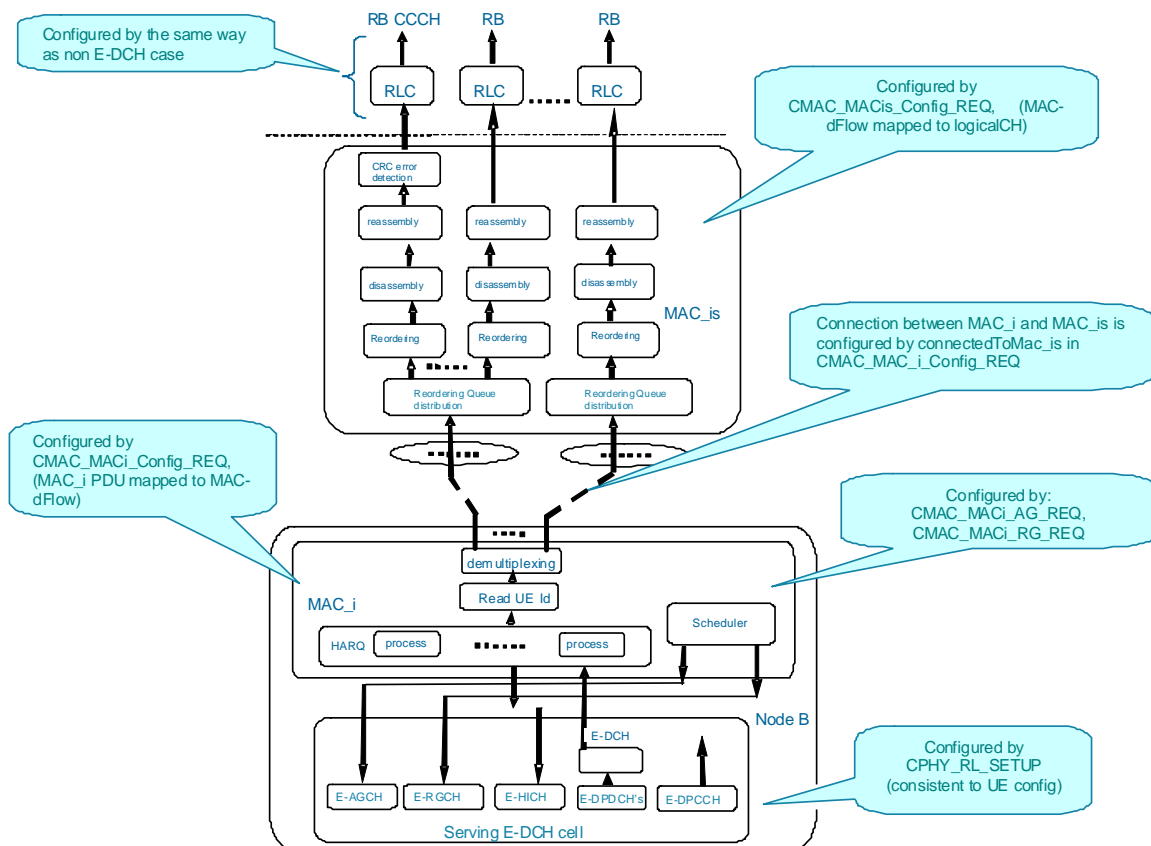 RB CCCH
RB
RB
Configured by the same way
as non E-DCH case
RLC
RLC
RLC
Configured by
CMAC_MACis_Config_REQ, (MAC-
dFlow mapped to logicalCH)
CRC error
detection
reassembly
reassembly
reassembly
disassembly
disassembly
disassembly
MAC_is
Reordering
Reordering
Reordering
Reordering Queue
distribution
Reordering Queue
distribution
Connection between MAC_i and MAC_is is
configured by connectedToMac_is in
CMAC_MAC_i_Config_REQ
Configured by
CMAC_MACi_Config_REQ,
(MAC_i PDU mapped to MAC-
dFlow)
Configured by:
CMAC_MACi_AG_REQ,
CMAC_MACi_RG_REQ
demultiplexing
Read UE Id
MAC_i
Scheduler
HARQ
process
process
Node B
E-DCH
E-AGCH
E-RGCH
E-HICH
E-DPDCH's
E-DPCCH
Serving E-DCH cell
Configured by
CPHY_RL_SETUP
(consistent to UE config)